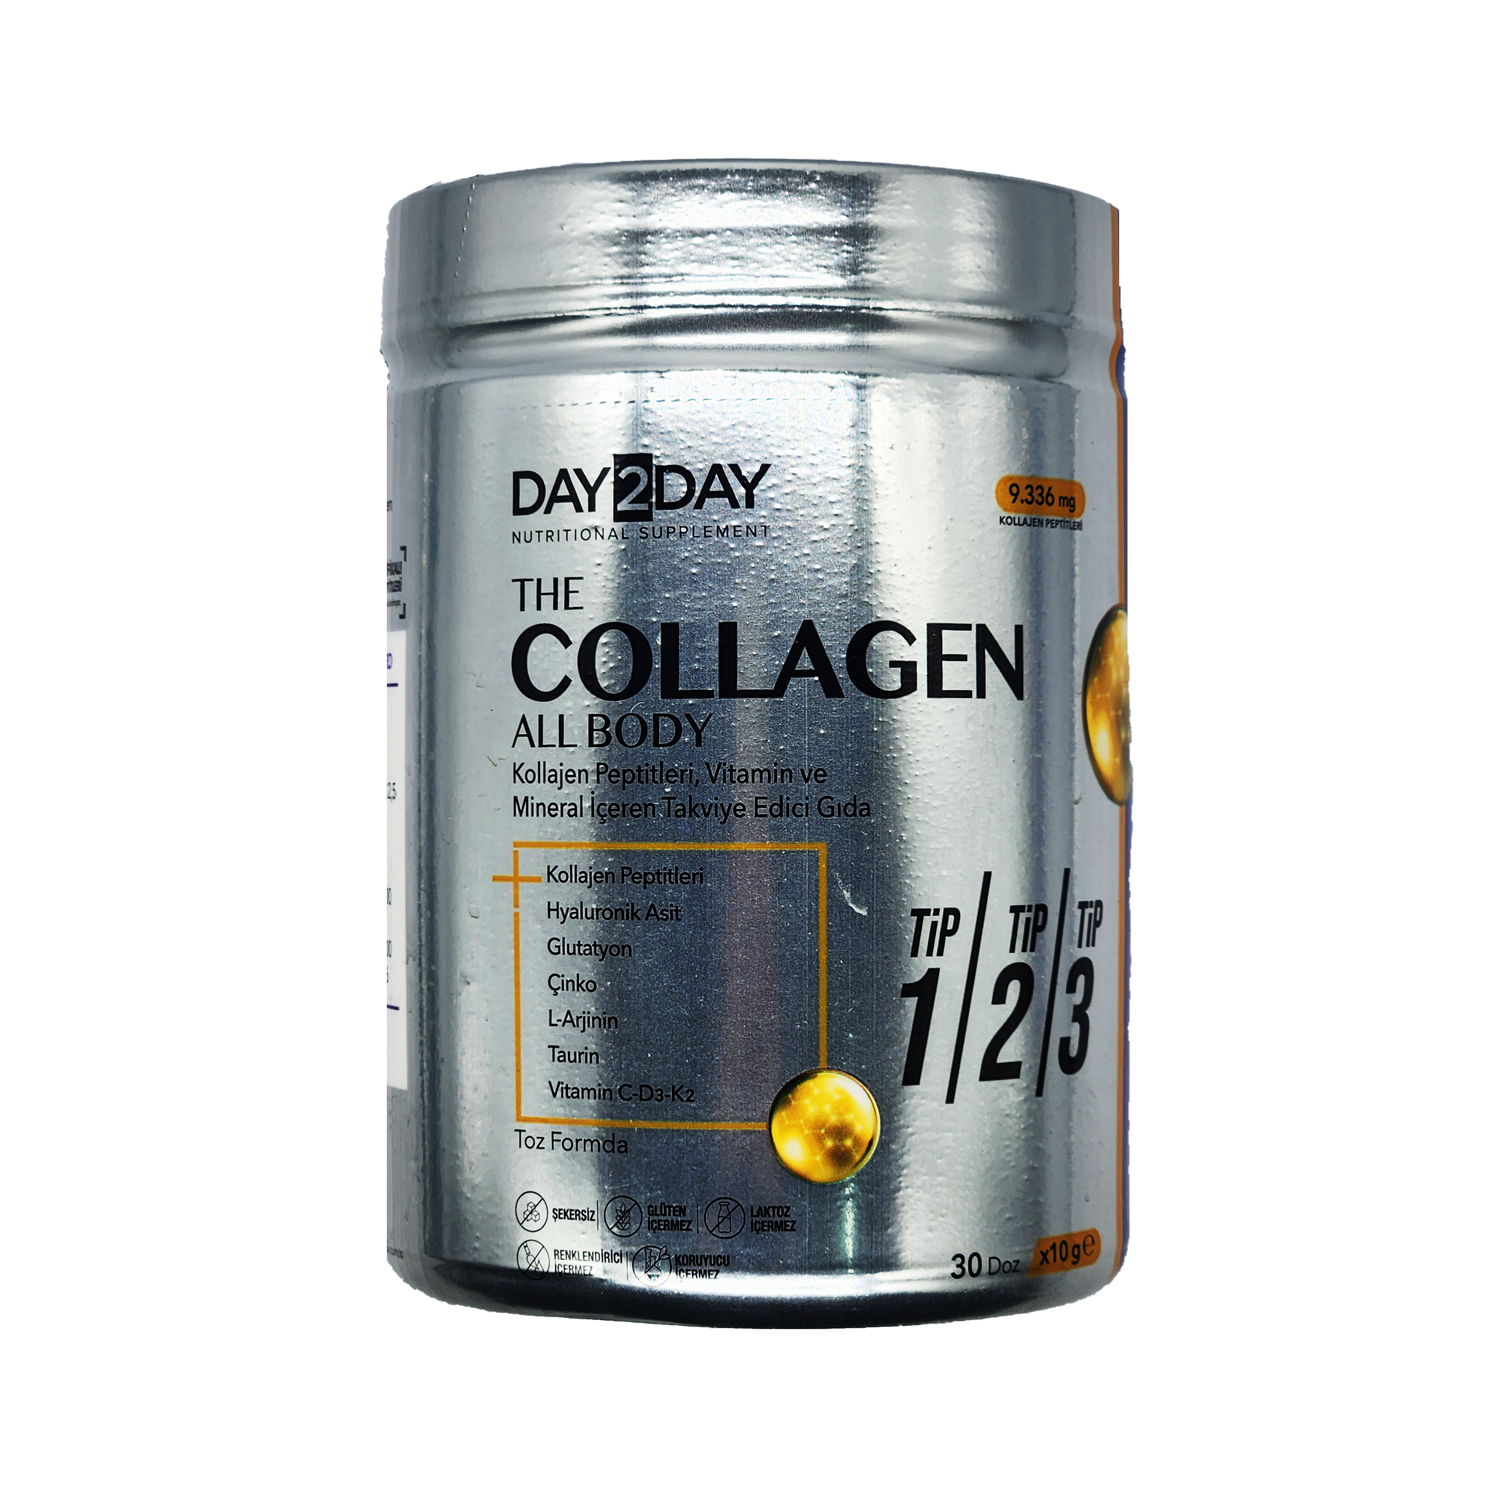 DAY2DAY
NUTRITIONAL SUPPLEMENT
9.336 mg
KOLLAJEN PEPTİTLERİ
THE
COLLAGEN
ALL BODY
Kollajen Peptitleri, Vitamin ve
Mineral İçeren Takviye Edici Gıda
Kollajen Peptitleri
Hyaluronik Asit
Glutatyon
Çinko
L-Arjinin
Taurin
Vitamin C-D3-K2
Toz Formda
TİP 1/ TİP 2/ TİP 3
ŞEKERSİZ
GLÜTEN
İÇERMEZ
LAKTOZ
İÇERMEZ
RENKLENDİRİCİ
İÇERMEZ
KORUYUCU
İÇERMEZ
30 Doz x10 g e